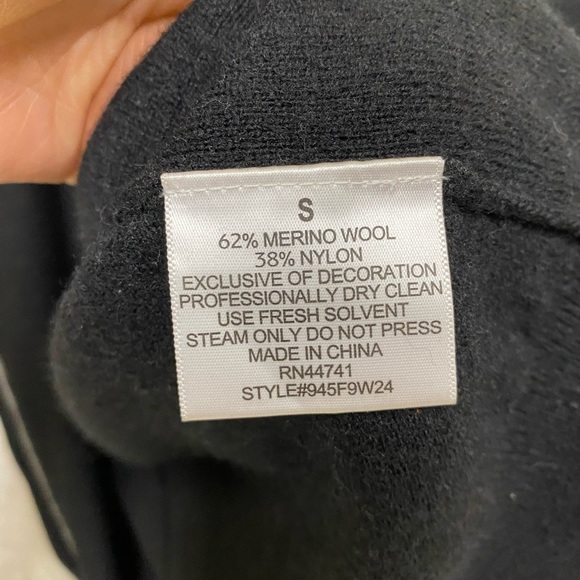 S
62% MERINO WOOL
38% NYLON
EXCLUSIVE OF DECORATION
PROFESSIONALLY DRY CLEAN
USE FRESH SOLVENT
STEAM ONLY DO NOT PRESS
MADE IN CHINA
RN44741
STYLE#945F9W24